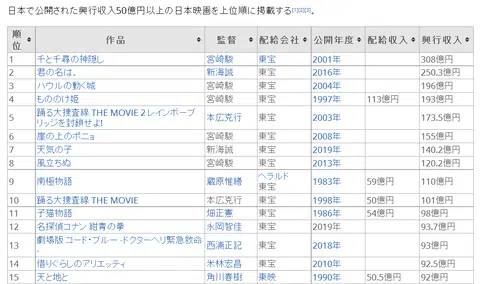 日本で公開された興行収入50億円以上の日本映画を上位順に掲載する[1][2][3]。
順位 作品 監督 配給会社 公開年度 配給収入 興行収入
1 千と千尋の神隠し 宮崎駿 東宝 2001年 308億円
2 君の名は。 新海誠 東宝 2016年 250.3億円
3 ハウルの動く城 宮崎駿 東宝 2004年 196億円
4 もののけ姫 宮崎駿 東宝 1997年 113億円 193億円
5 踊る大捜査線 THE MOVIE 2 レインボーブリッジを封鎖せよ! 本広克行 東宝 2003年 173.5億円
6 崖の上のポニョ 宮崎駿 東宝 2008年 155億円
7 天気の子 新海誠 東宝 2019年 140.2億円
8 風立ちぬ 宮崎駿 東宝 2013年 120.2億円
9 南極物語 蔵原惟繕 ヘラルド 東宝 1983年 59億円 110億円
10 踊る大捜査線 THE MOVIE 本広克行 東宝 1998年 50億円 101億円
11 子猫物語 畑正憲 東宝 1986年 54億円 98億円
12 名探偵コナン 紺青の拳 永岡智佳 東宝 2019年 93.7億円
13 劇場版 コード・ブルー -ドクターヘリ緊急救命- 西浦正記 東宝 2018年 93億円
14 借りぐらしのアリエッティ 米林宏昌 東宝 2010年 92.5億円
15 天と地と 角川春樹 東映 1990年 50.5億円 92億円